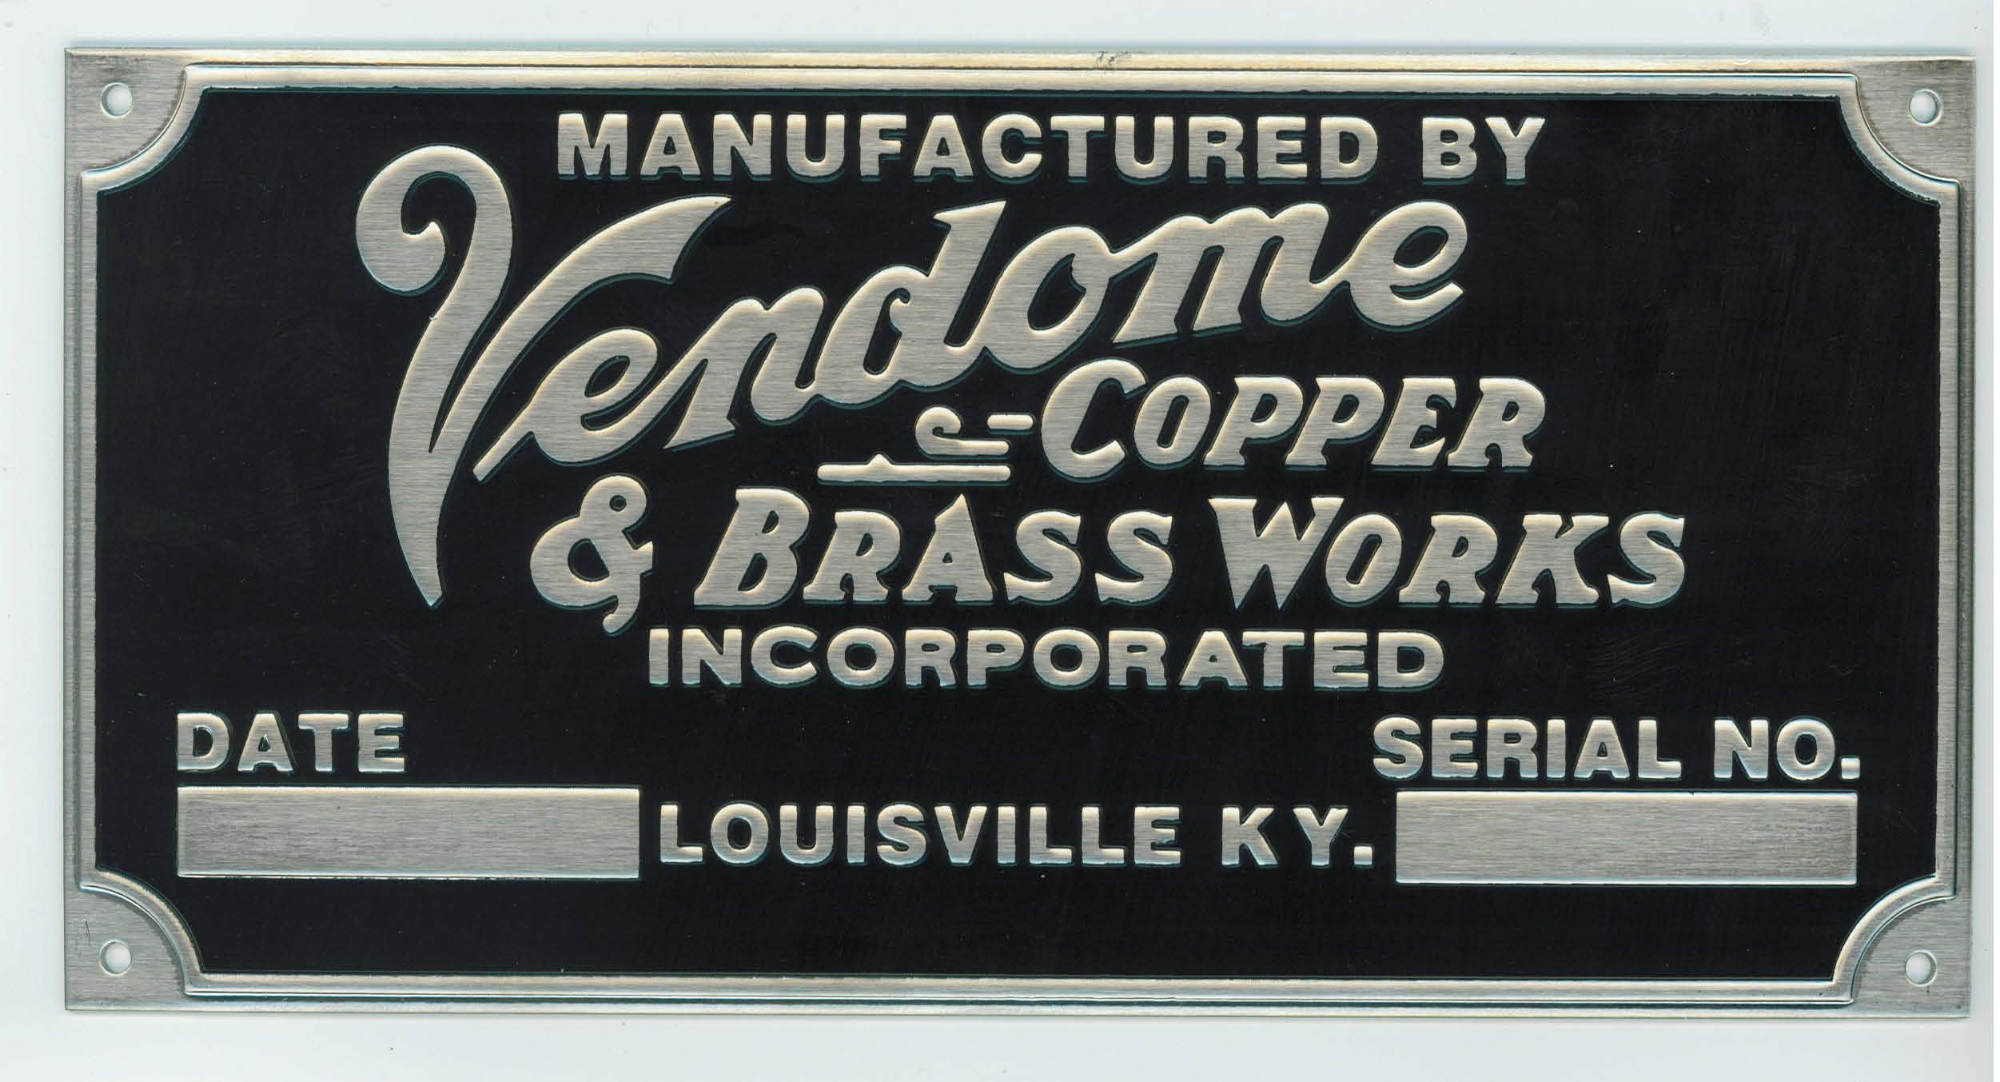 MANUFACTURED BY
Vendome
COPPER
& BRASS WORKS
INCORPORATED
DATE
SERIAL NO.
LOUISVILLE KY.